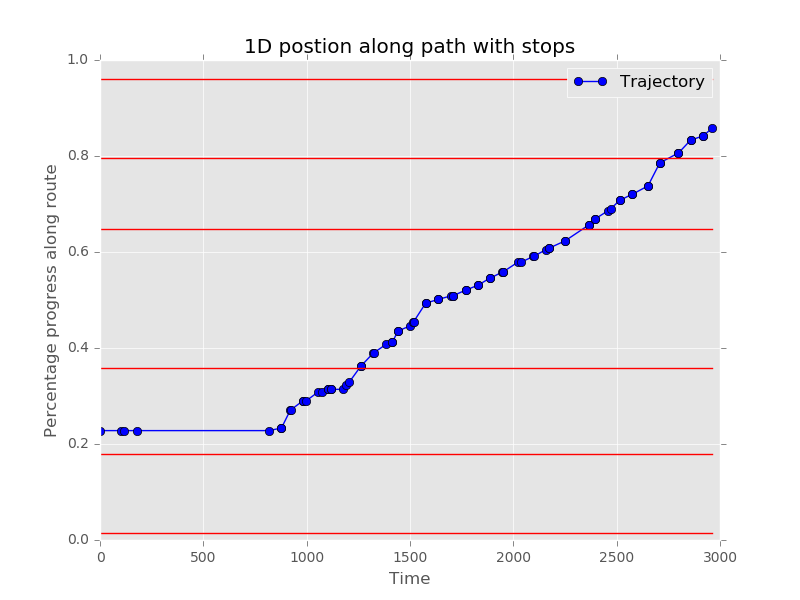 1D postion along path with stops
Trajectory
Percentage progress along route
1.0
0.8
0.6
0.4
0.2
0.0
0 500 1000 1500 2000 2500 3000
Time